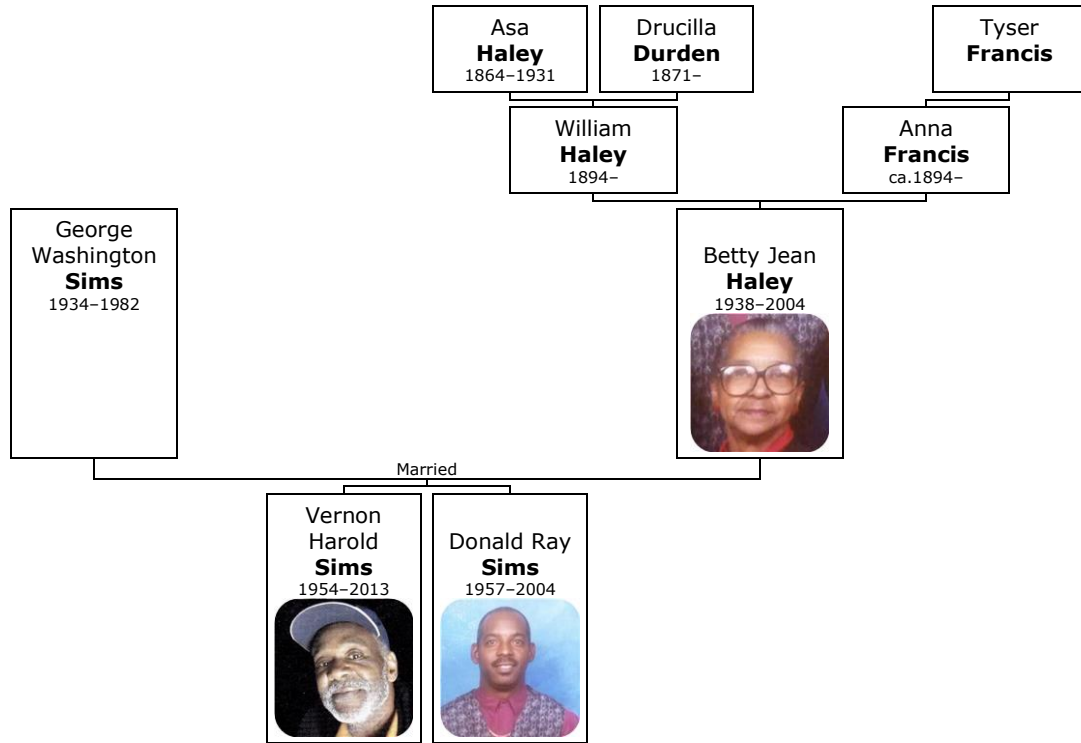 Asa
Haley
1864–1931
Drucilla
Durden
1871–
Tyser
Francis
William
Haley
1894–
Anna
Francis
ca.1894–
George
Washington
Sims
1934–1982
Betty Jean
Haley
1938–2004
Married
Vernon
Harold
Sims
1954–2013
Donald Ray
Sims
1957–2004